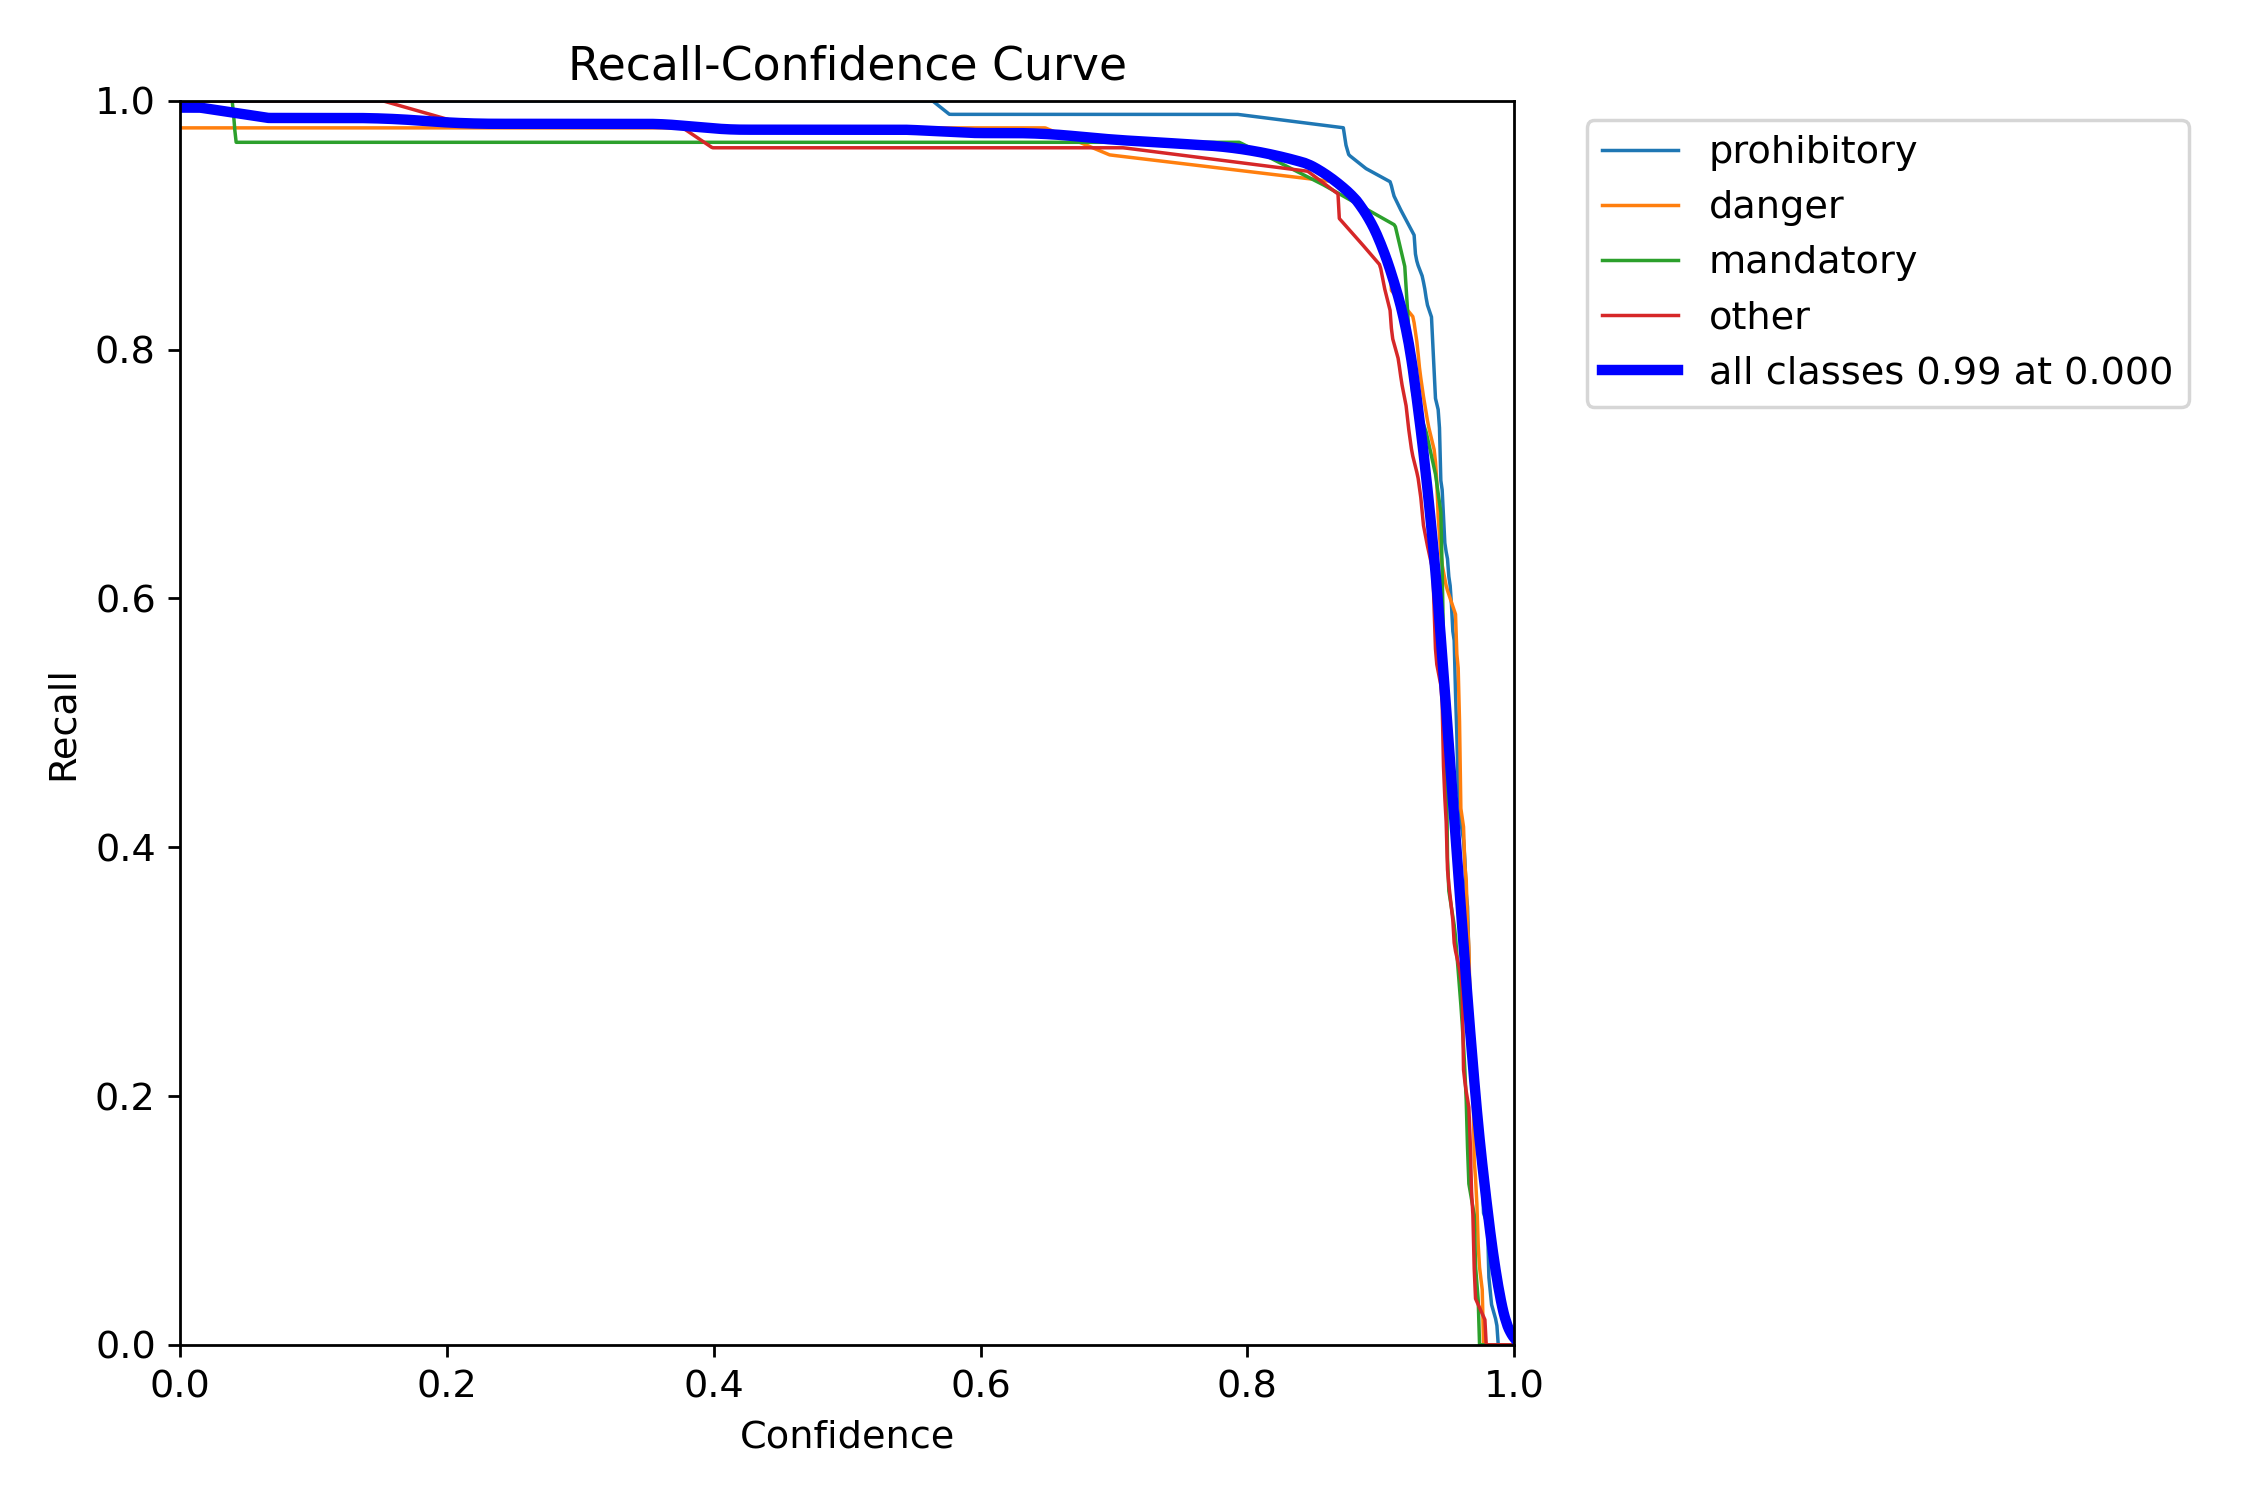 Recall-Confidence Curve
1.0
0.8
0.6
0.4
0.2
0.0
Recall
0.0 0.2 0.4 0.6 0.8 1.0
Confidence
prohibitory
danger
mandatory
other
all classes 0.99 at 0.000